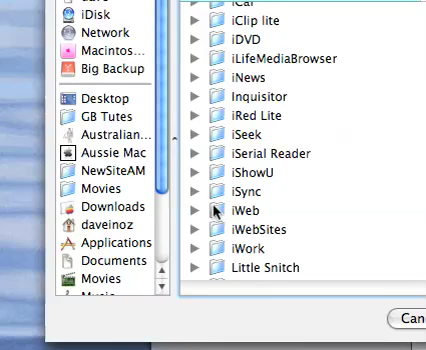 iDisk
Network
Macintos...
Big Backup
Desktop
GB Tutes
Australian...
Aussie Mac
NewSiteAM
Movies
Downloads
daveinoz
Applications
Documents
Movies
iClip lite
iDVD
iLifeMediaBrowser
iNews
Inquisitor
iRed Lite
iSeek
iSerial Reader
iShowU
iSync
iWeb
iWebSites
iWork
Little Snitch